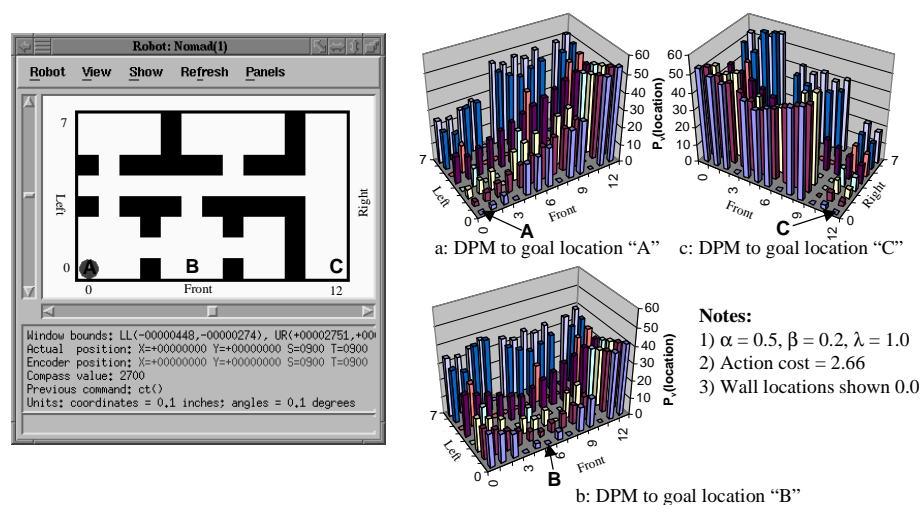 Robot: Nomad(1)
Robot View Show Refresh Panels
7
Left
Right
0
A B C
0 Front 12
Window bounds: LL(-00000448,-00000274), UR(+00002751,+00
Actual position: X=+00000000 Y=+00000000 S=0900 T=0900
Encoder position: X=+00000000 Y=+00000000 S=0900 T=0900
Compass value: 2700
Previous command: ct()
Units: coordinates = 0.1 inches; angles = 0.1 degrees
60
50
40
30
20
10
0
Pv(location)
7
Left
0
0
3
6
9
12
Front
A
a: DPM to goal location “A”
60
50
40
30
20
10
0
Pv(location)
0
3
6
9
12
Front
7
Right
0
C
c: DPM to goal location “C”
60
50
40
30
20
10
0
Pv(location)
7
Left
0
0
3
6
9
12
Front
B
b: DPM to goal location “B”
Notes:
1) α = 0.5, β = 0.2, λ = 1.0
2) Action cost = 2.66
3) Wall locations shown 0.0